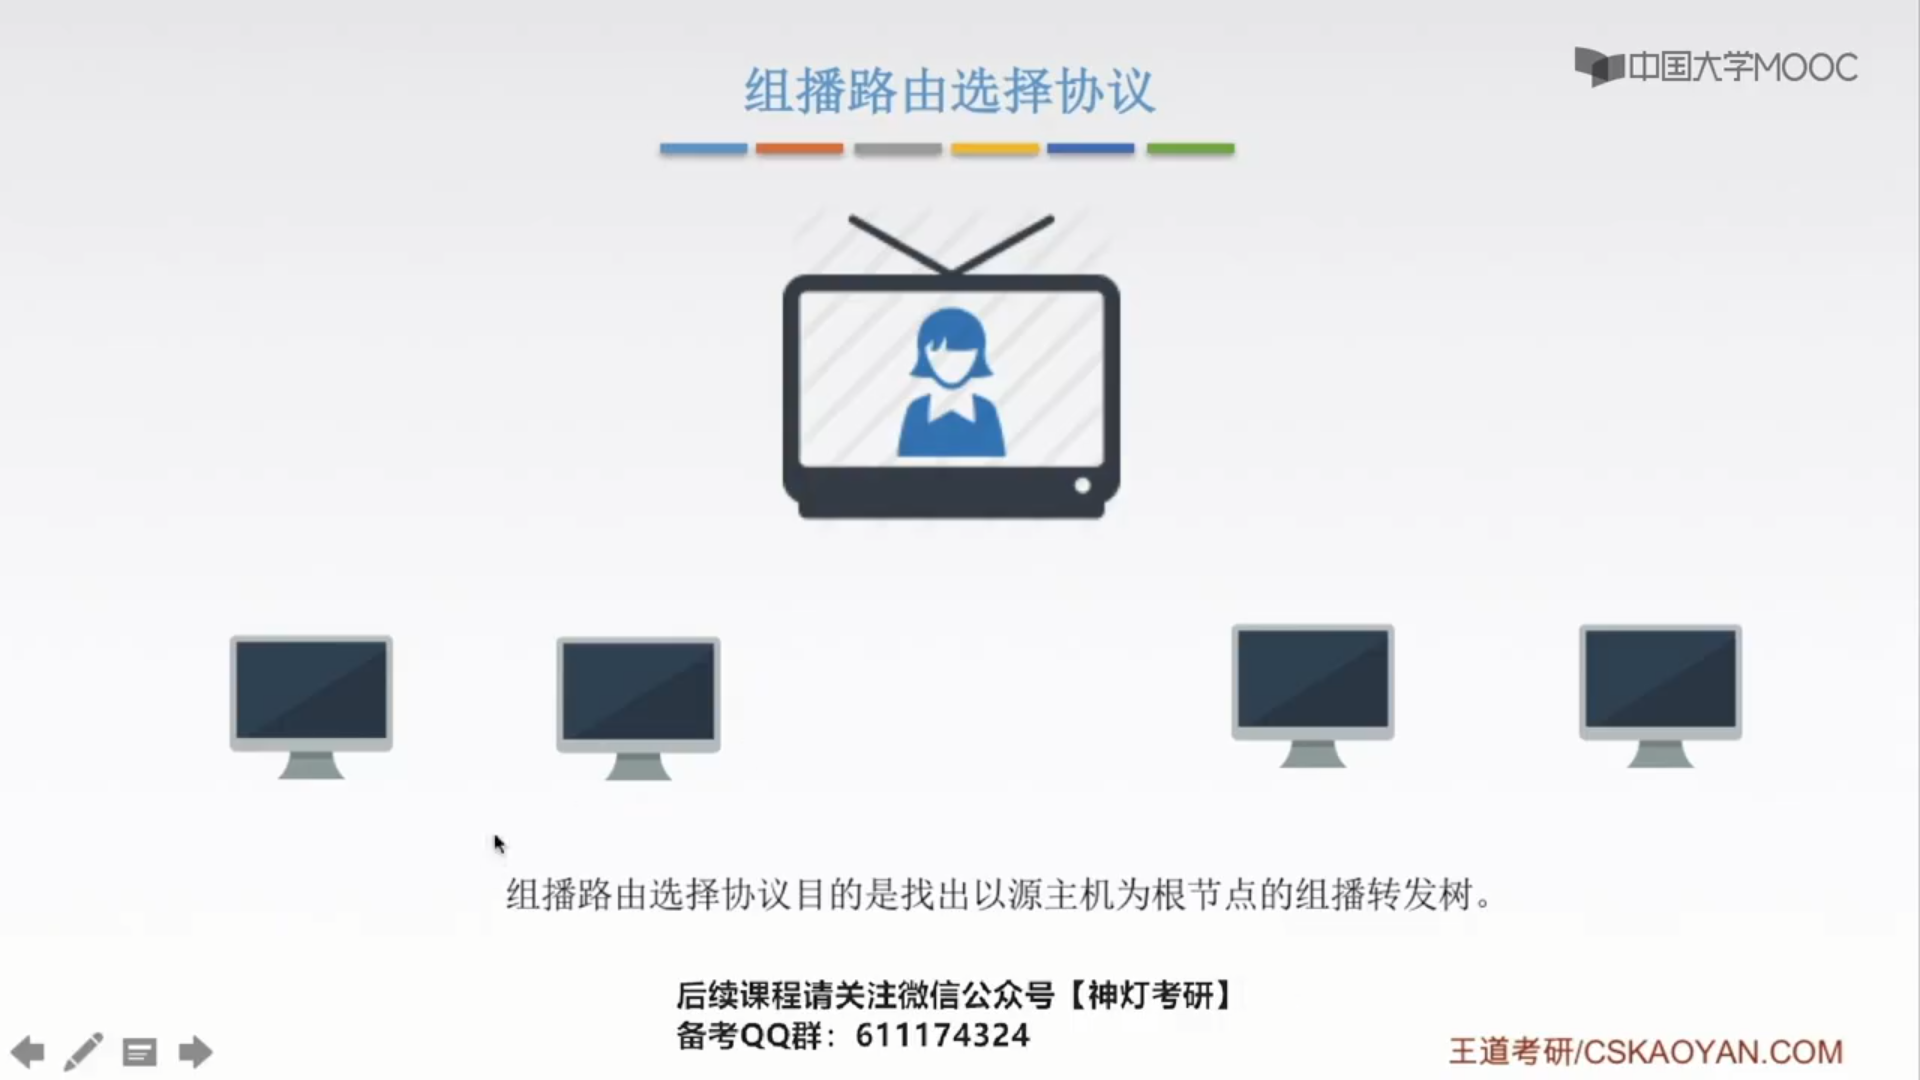 组播路由选择协议
中国大学MOOC
组播路由选择协议目的是找出以源主机为根节点的组播转发树。
后续课程请关注微信公众号【神灯考研】
备考QQ群：611174324
王道考研/CSKAOYAN.COM